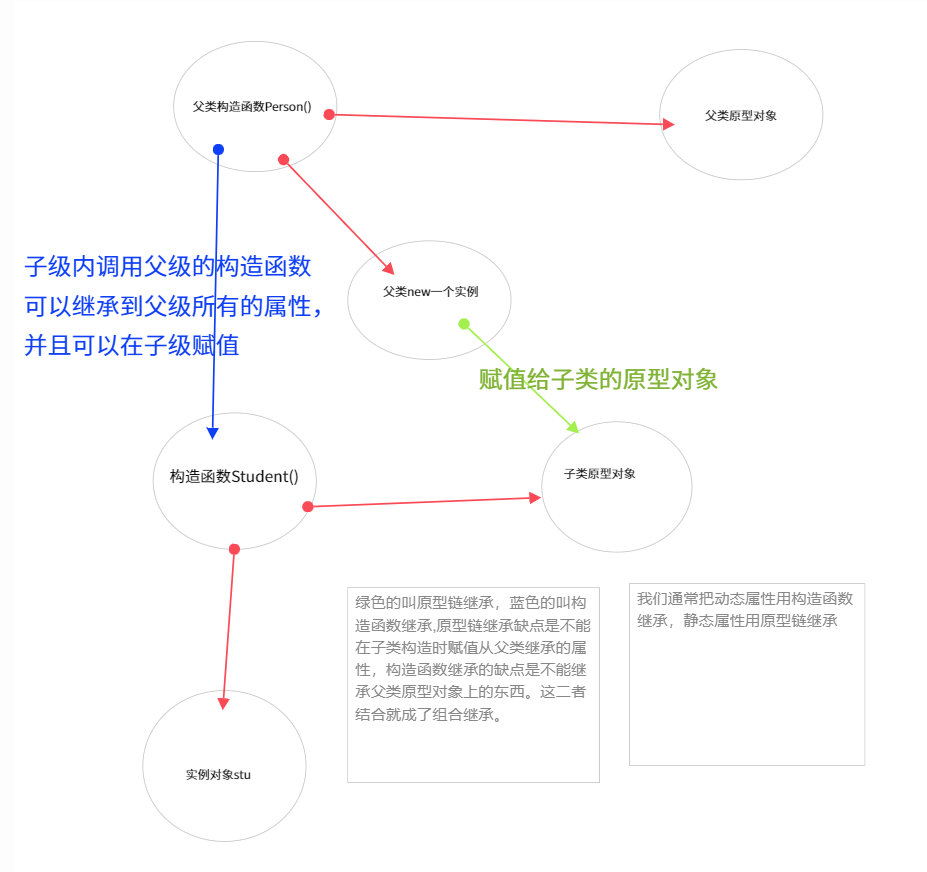 父类构造函数Person()
父类原型对象
子级内调用父级的构造函数
可以继承到父级所有的属性，
并且可以在子级赋值
父类new一个实例
赋值给子类的原型对象
构造函数Student()
子类原型对象
绿色的叫原型链继承，蓝色的叫构
造函数继承,原型链继承缺点是不能
在子类构造时赋值从父类继承的属
性，构造函数继承的缺点是不能继
承父类原型对象上的东西。这二者
结合就成了组合继承。
我们通常把动态属性用构造函数
继承，静态属性用原型链继承
实例对象stu